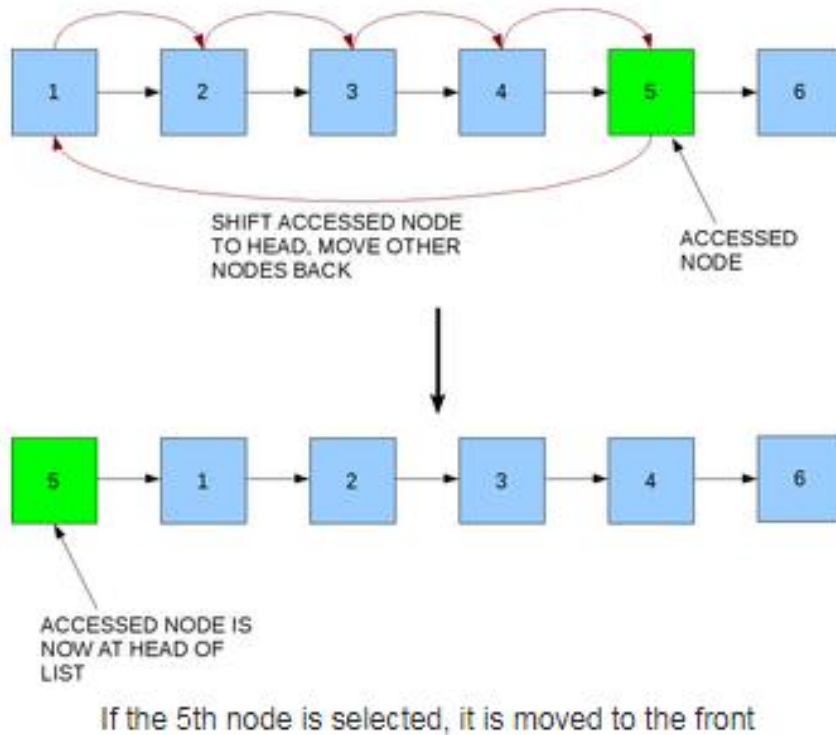 1
2
3
4
5
6
SHIFT ACCESSED NODE
TO HEAD, MOVE OTHER
NODES BACK
ACCESSED
NODE
5
1
2
3
4
6
ACCESSED NODE IS
NOW AT HEAD OF
LIST
If the 5th node is selected, it is moved to the front